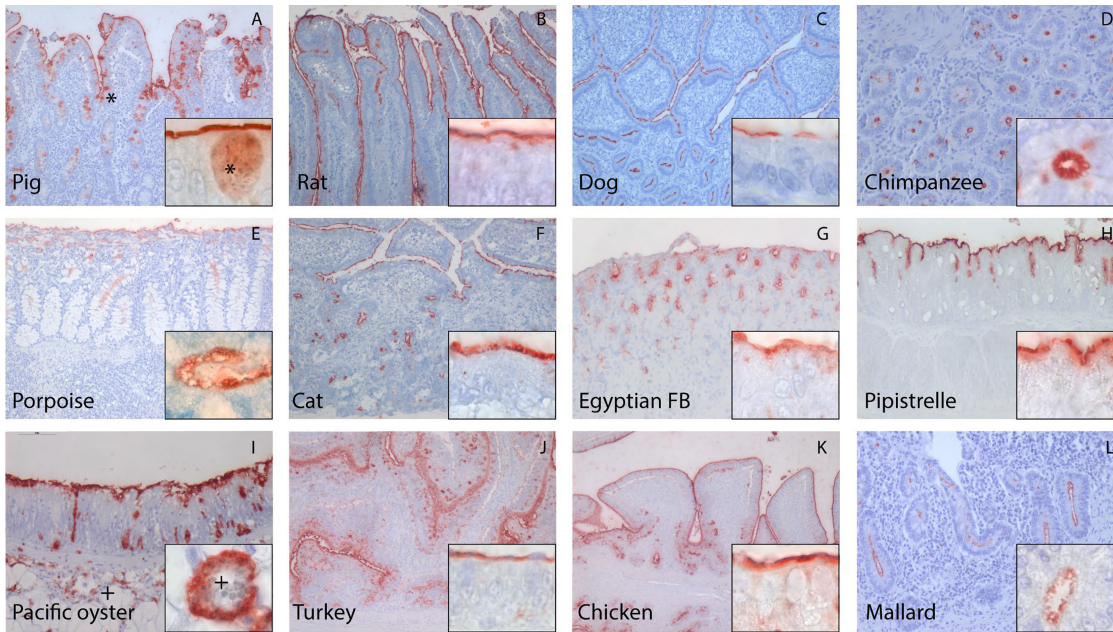 A
*
*
Pig
B
Rat
C
Dog
D
Chimpanzee
E
Porpoise
F
Cat
G
Egyptian FB
H
Pipistrelle
I
+
+
Pacific oyster
J
Turkey
K
Chicken
L
Mallard